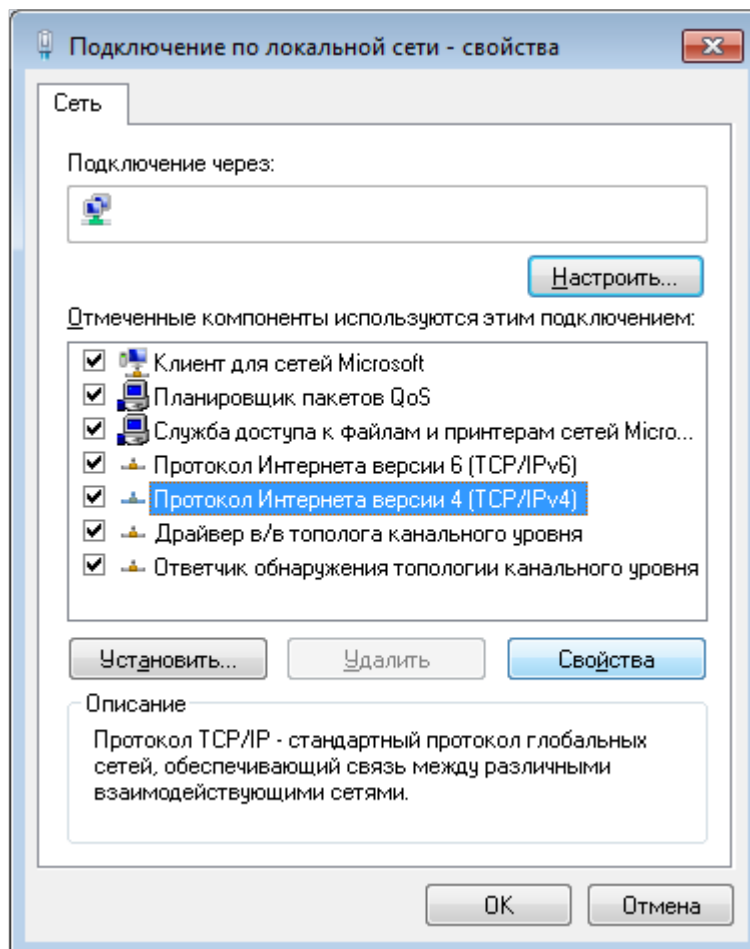 Подключение по локальной сети - свойства
Сеть
Подключение через:
Настроить...
Отмеченные компоненты используются этим подключением:
Клиент для сетей Microsoft
Планировщик пакетов QoS
Служба доступа к файлам и принтерам сетей Micro...
Протокол Интернета версии 6 (TCP/IPv6)
Протокол Интернета версии 4 (TCP/IPv4)
Драйвер в/в тополога канального уровня
Ответчик обнаружения топологии канального уровня
Установить...
Удалить
Свойства
Описание
Протокол TCP/IP - стандартный протокол глобальных
сетей, обеспечивающий связь между различными
взаимодействующими сетями.
OK
Отмена